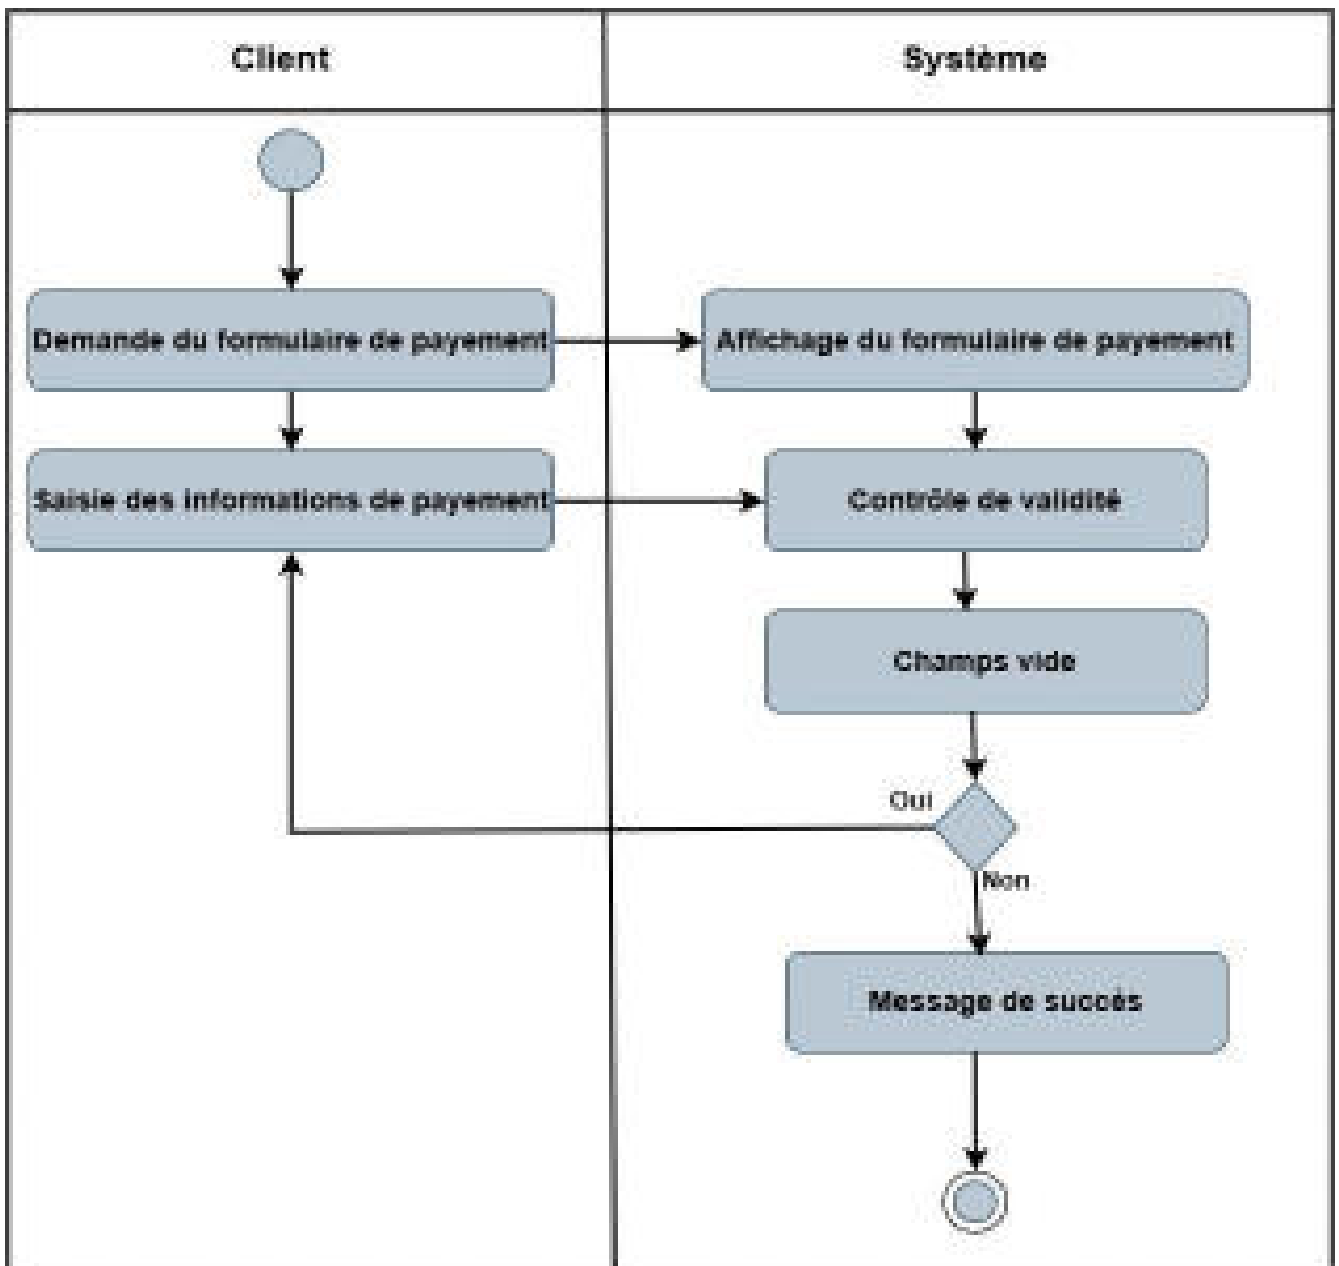 Client
Système
Demande du formulaire de payement
Affichage du formulaire de payement
Saisie des informations de payement
Contrôle de validité
Champs vide
Oui
Non
Message de succès